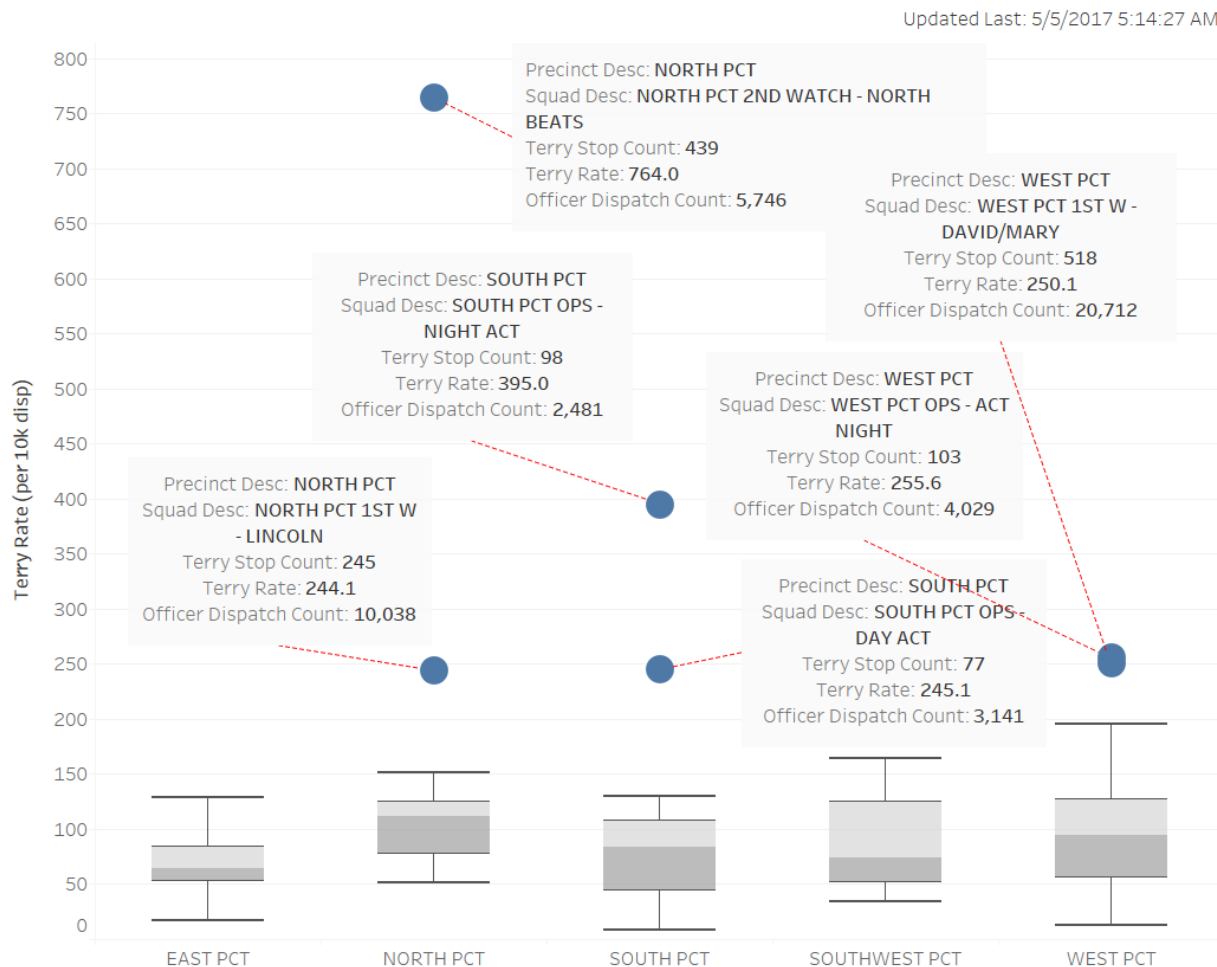 Updated Last: 5/5/2017 5:14:27 AM
Terry Rate (per 10k disp)
800
750
700
650
600
550
500
450
400
350
300
250
200
150
100
50
0
Precinct Desc: NORTH PCT
Squad Desc: NORTH PCT 2ND WATCH - NORTH
BEATS
Terry Stop Count: 439
Terry Rate: 764.0
Officer Dispatch Count: 5,746
Precinct Desc: WEST PCT
Squad Desc: WEST PCT 1ST W -
DAVID/MARY
Terry Stop Count: 518
Terry Rate: 250.1
Officer Dispatch Count: 20,712
Precinct Desc: SOUTH PCT
Squad Desc: SOUTH PCT OPS -
NIGHT ACT
Terry Stop Count: 98
Terry Rate: 395.0
Officer Dispatch Count: 2,481
Precinct Desc: WEST PCT
Squad Desc: WEST PCT OPS - ACT
NIGHT
Terry Stop Count: 103
Terry Rate: 255.6
Officer Dispatch Count: 4,029
Precinct Desc: NORTH PCT
Squad Desc: NORTH PCT 1ST W
- LINCOLN
Terry Stop Count: 245
Terry Rate: 244.1
Officer Dispatch Count: 10,038
Precinct Desc: SOUTH PCT
Squad Desc: SOUTH PCT OPS -
DAY ACT
Terry Stop Count: 77
Terry Rate: 245.1
Officer Dispatch Count: 3,141
EAST PCT
NORTH PCT
SOUTH PCT
SOUTHWEST PCT
WEST PCT